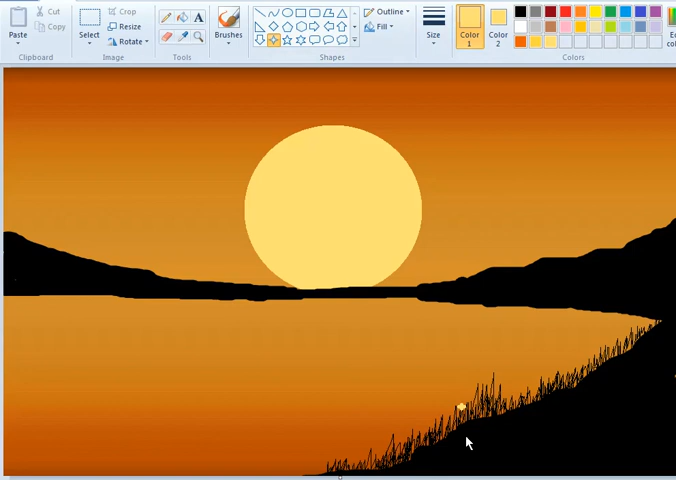 Paste
Cut
Copy
Clipboard
Select
Crop
Resize
Rotate
Image
A
Tools
Brushes
Outline
Fill
Shapes
Size
Color
1
Color
2
Colors